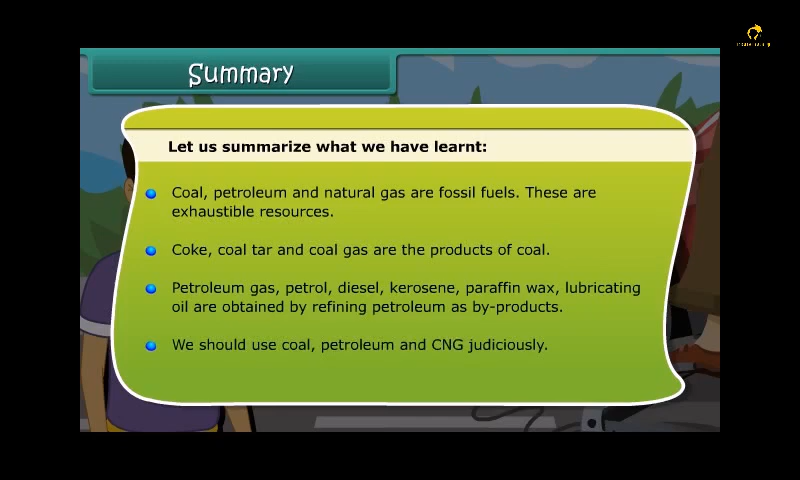 Summary
Let us summarize what we have learnt:
Coal, petroleum and natural gas are fossil fuels. These are
exhaustible resources.
Coke, coal tar and coal gas are the products of coal.
Petroleum gas, petrol, diesel, kerosene, paraffin wax, lubricating
oil are obtained by refining petroleum as by-products.
We should use coal, petroleum and CNG judiciously.